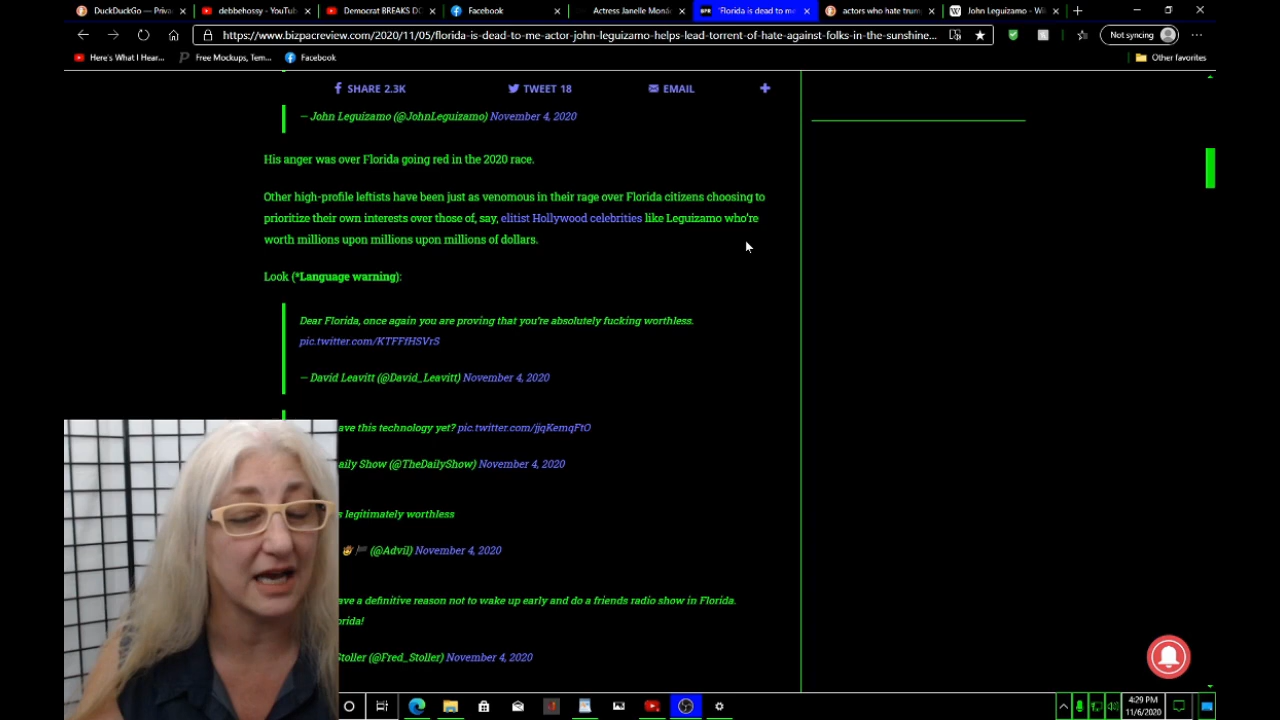 DuckDuckGo — Priva
debbehossy - YouTub
Democrat BREAKS DO
Facebook
Actress Janelle Moná
BPR
'Florida is dead to me
actors who hate trum
W John Leguizamo - Wi
https://www.bizpacreview.com/2020/11/05/florida-is-dead-to-me-actor-john-leguizamo-helps-lead-torrent-of-hate-against-folks-in-the-sunshine...
Not syncing
Here's What I Hear...
Free Mockups, Tem...
Facebook
Other favorites
SHARE 2.3K
TWEET 18
EMAIL
— John Leguizamo (@JohnLeguizamo) November 4, 2020
His anger was over Florida going red in the 2020 race.
Other high-profile leftists have been just as venomous in their rage over Florida citizens choosing to
prioritize their own interests over those of, say, elitist Hollywood celebrities like Leguizamo who're
worth millions upon millions upon millions of dollars.
Look (*Language warning):
Dear Florida, once again you are proving that you're absolutely fucking worthless.
pic.twitter.com/KTFFfHSVrS
— David Leavitt (@David_Leavitt) November 4, 2020
ave this technology yet? pic.twitter.com/jjqKemqFtO
aily Show (@TheDailyShow) November 4, 2020
s legitimately worthless
(@Advil) November 4, 2020
ave a definitive reason not to wake up early and do a friends radio show in Florida.
orida!
Stoller (@Fred_Stoller) November 4, 2020
4:29 PM
11/6/2020